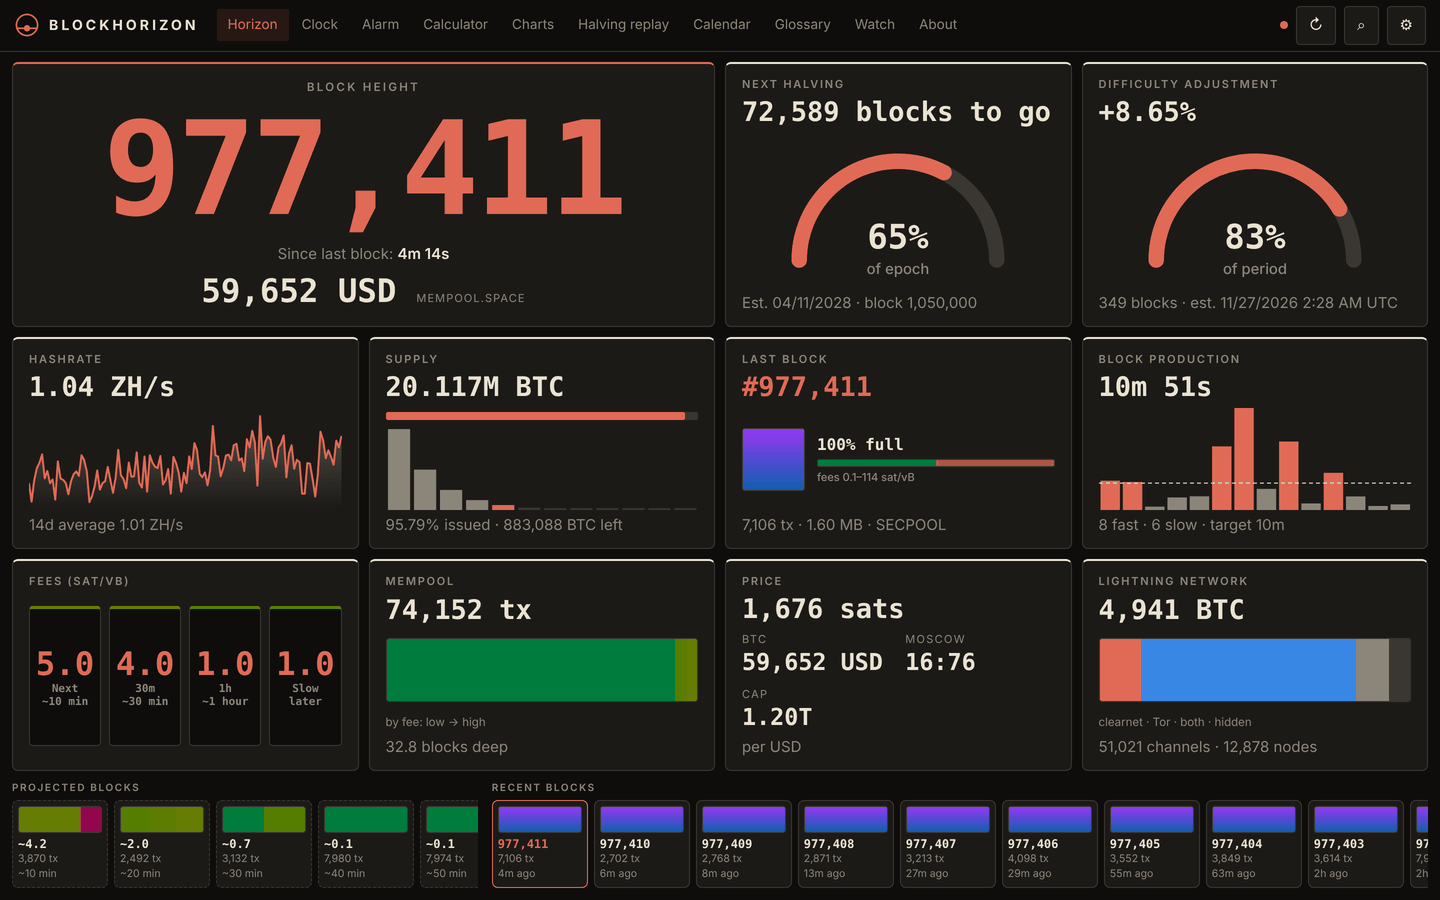 BLOCKHORIZON
Horizon
Clock
Alarm
Calculator
Charts
Halving replay
Calendar
Glossary
Watch
About
BLOCK HEIGHT
977,411
Since last block: 4m 14s
59,652 USD MEMPOOL.SPACE
NEXT HALVING
72,589 blocks to go
65%
of epoch
Est. 04/11/2028 · block 1,050,000
DIFFICULTY ADJUSTMENT
+8.65%
83%
of period
349 blocks · est. 11/27/2026 2:28 AM UTC
HASHRATE
1.04 ZH/s
14d average 1.01 ZH/s
SUPPLY
20.117M BTC
95.79% issued · 883,088 BTC left
LAST BLOCK
#977,411
100% full
fees 0.1–114 sat/vB
7,106 tx · 1.60 MB · SECPOOL
BLOCK PRODUCTION
10m 51s
8 fast · 6 slow · target 10m
FEES (SAT/VB)
5.0
Next
~10 min
4.0
30m
~30 min
1.0
1h
~1 hour
1.0
Slow
later
MEMPOOL
74,152 tx
by fee: low → high
32.8 blocks deep
PRICE
1,676 sats
BTC
59,652 USD
MOSCOW
16:76
CAP
1.20T
per USD
LIGHTNING NETWORK
4,941 BTC
clearnet · Tor · both · hidden
51,021 channels · 12,878 nodes
PROJECTED BLOCKS
~4.2
3,870 tx
~10 min
~2.0
2,492 tx
~20 min
~0.7
3,132 tx
~30 min
~0.1
7,980 tx
~40 min
~0.1
7,974 tx
~50 min
RECENT BLOCKS
977,411
7,106 tx
4m ago
977,410
2,702 tx
6m ago
977,409
2,768 tx
8m ago
977,408
2,871 tx
13m ago
977,407
3,213 tx
27m ago
977,406
4,098 tx
29m ago
977,405
3,552 tx
55m ago
977,404
3,849 tx
63m ago
977,403
3,614 tx
2h ago